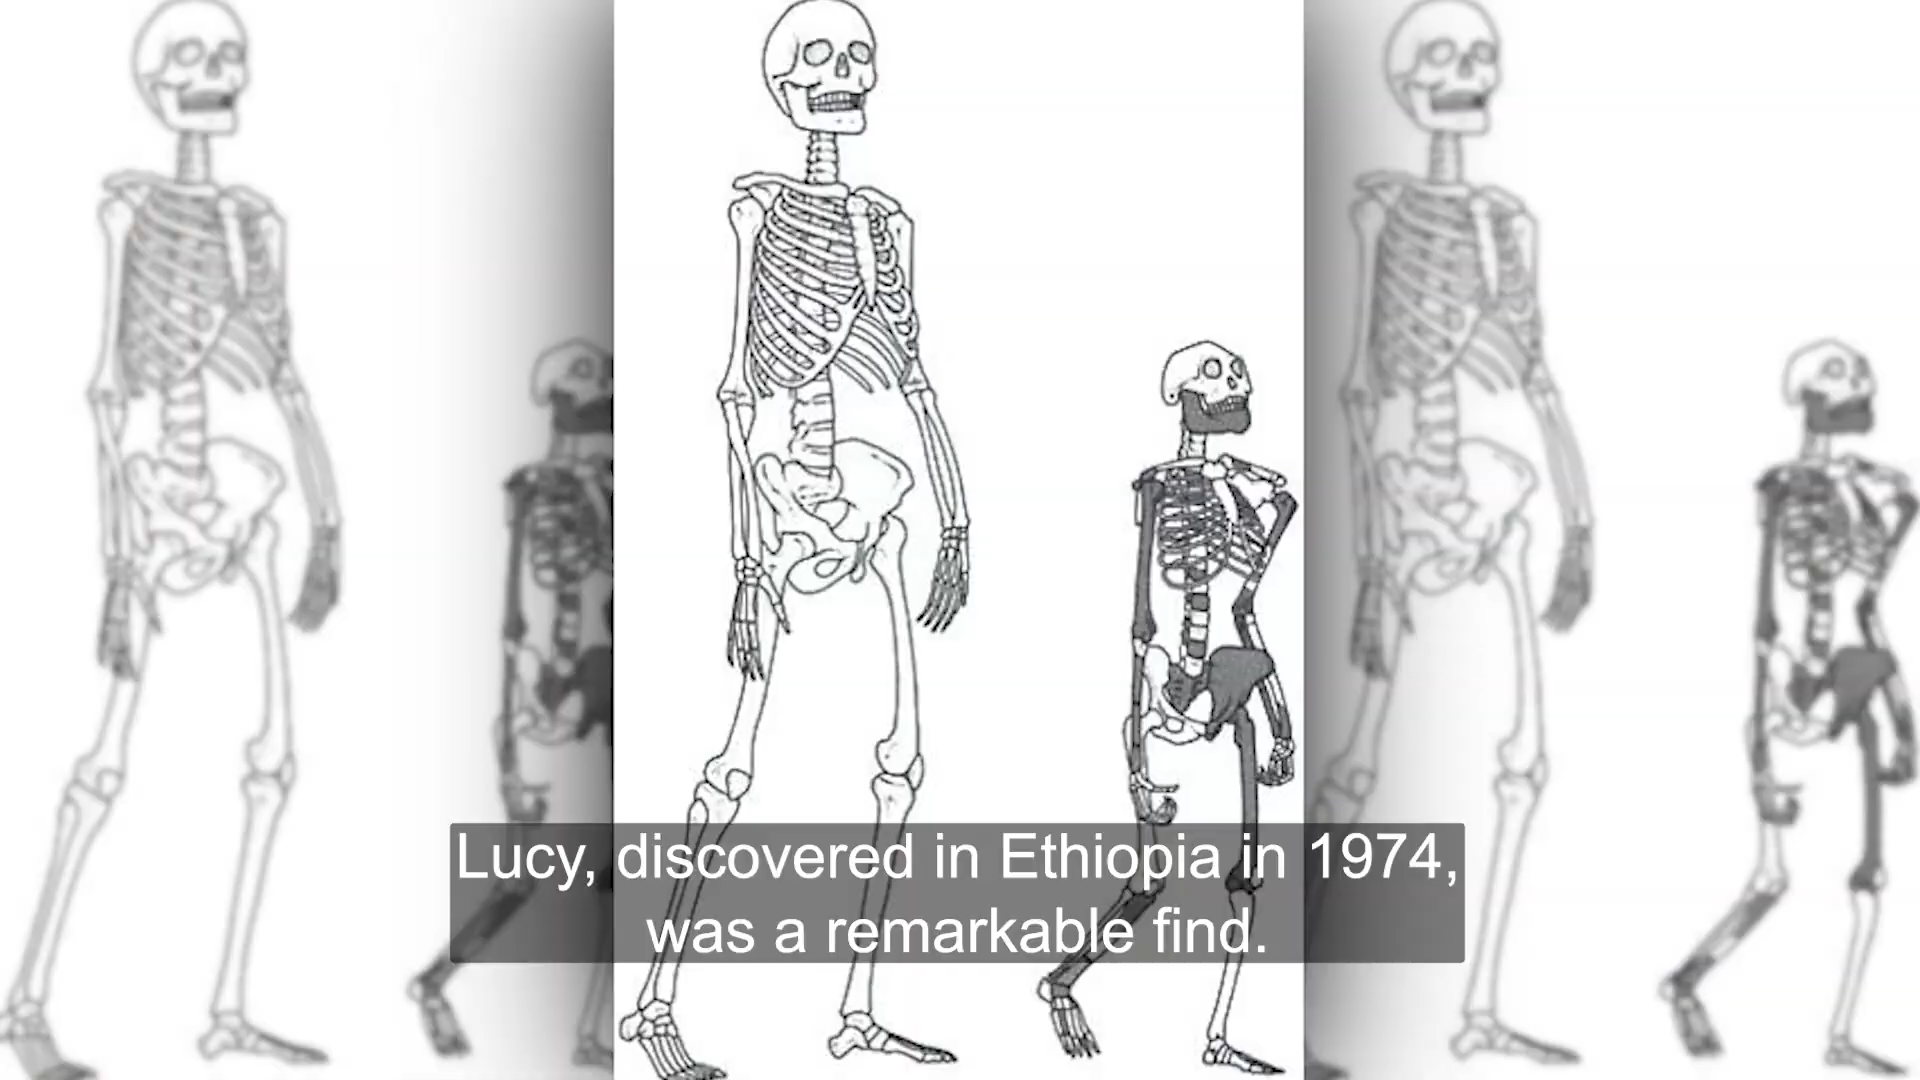 Lucy, discovered in Ethiopia in 1974,
was a remarkable find.